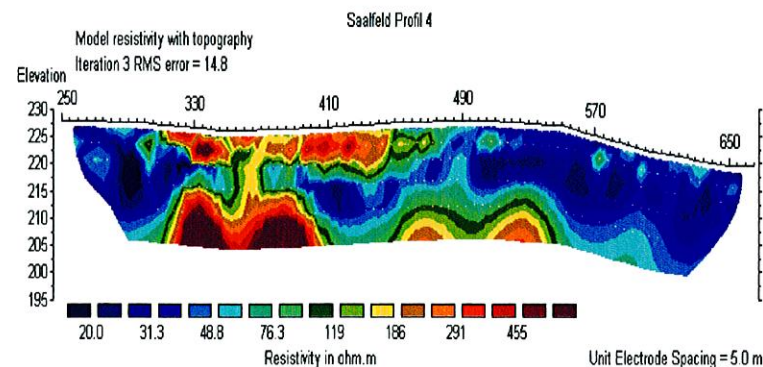 Saalfeld Profil 4
Model resistivity with topography
Iteration 3 RMS error = 14.8
Elevation
250 330 410 490 570 650
230
225
220
215
210
205
200
195
20.0 31.3 48.8 76.3 119 186 291 455
Resistivity in ohm.m
Unit Electrode Spacing = 5.0 m